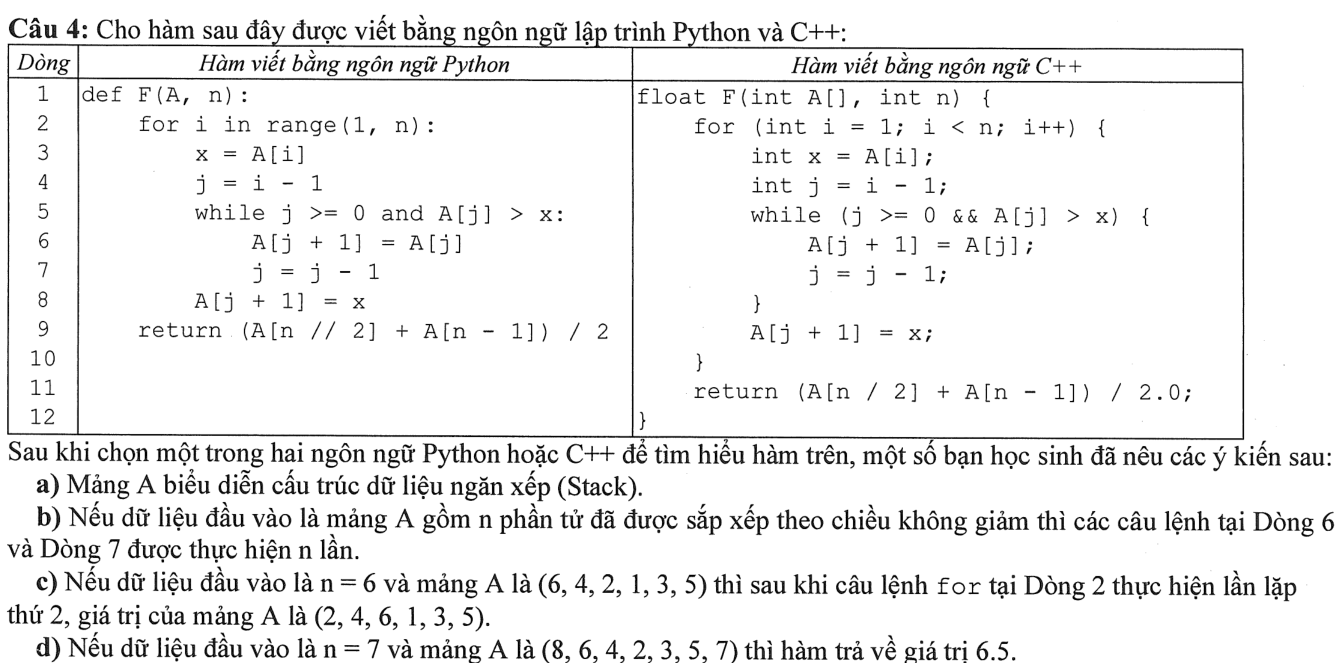 Câu 4: Cho hàm sau đây được viết bằng ngôn ngữ lập trình Python và C++:
Dòng Hàm viết bằng ngôn ngữ Python Hàm viết bằng ngôn ngữ C++
1 def F(A, n): float F(int A[], int n) {
2 for i in range(1, n): for (int i = 1; i < n; i++) {
3 x = A[i] int x = A[i];
4 j = i - 1 int j = i - 1;
5 while j >= 0 and A[j] > x: while (j >= 0 && A[j] > x) {
6 A[j + 1] = A[j] A[j + 1] = A[j];
7 j = j - 1 j = j - 1;
8 A[j + 1] = x }
9 return (A[n // 2] + A[n - 1]) / 2 A[j + 1] = x;
10 }
11 return (A[n / 2] + A[n - 1]) / 2.0;
12 }
Sau khi chọn một trong hai ngôn ngữ Python hoặc C++ để tìm hiểu hàm trên, một số bạn học sinh đã nêu các ý kiến sau:
a) Mảng A biểu diễn cấu trúc dữ liệu ngăn xếp (Stack).
b) Nếu dữ liệu đầu vào là mảng A gồm n phần tử đã được sắp xếp theo chiều không giảm thì các câu lệnh tại Dòng 6
và Dòng 7 được thực hiện n lần.
c) Nếu dữ liệu đầu vào là n = 6 và mảng A là (6, 4, 2, 1, 3, 5) thì sau khi câu lệnh for tại Dòng 2 thực hiện lần lặp
thứ 2, giá trị của mảng A là (2, 4, 6, 1, 3, 5).
d) Nếu dữ liệu đầu vào là n = 7 và mảng A là (8, 6, 4, 2, 3, 5, 7) thì hàm trả về giá trị 6.5.